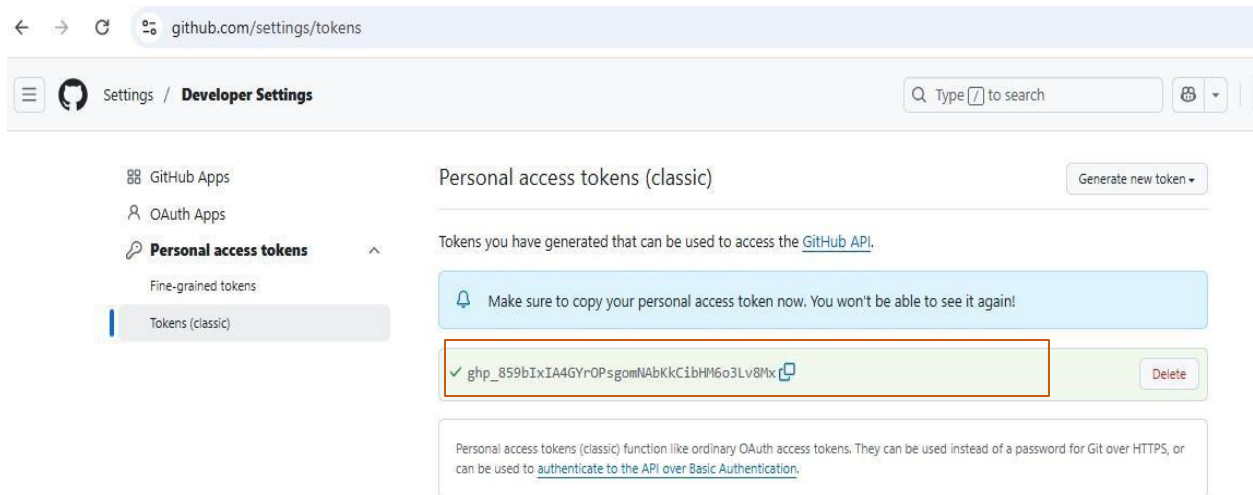 github.com/settings/tokens
Settings / Developer Settings
Type / to search
GitHub Apps
OAuth Apps
Personal access tokens
Fine-grained tokens
Tokens (classic)
Personal access tokens (classic)
Generate new token
Tokens you have generated that can be used to access the GitHub API.
Make sure to copy your personal access token now. You won't be able to see it again!
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
Delete
Personal access tokens (classic) function like ordinary OAuth access tokens. They can be used instead of a password for Git over HTTPS, or
can be used to authenticate to the API over Basic Authentication.